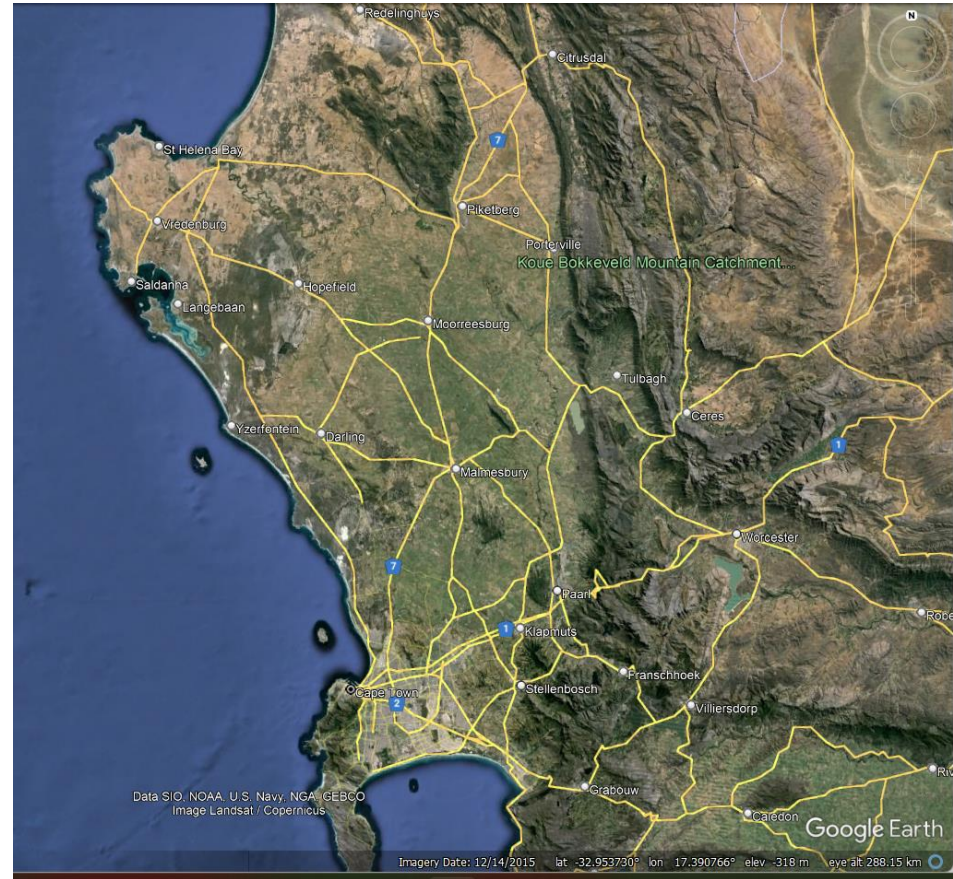 Redelinghuys
N
Citrusdal
7
St Helena Bay
Piketberg
Vredenburg
Porterville
Koue Bokkeveld Mountain Catchment...
Saldanha
Hopefield
Langebaan
Moorreesburg
Tulbagh
Ceres
Yzerfontein
Darling
1
Malmesbury
Worcester
7
Paarl
Robe
1
Klapmuts
Franschhoek
Stellenbosch
Cape Town
2
Villiersdorp
Riv
Grabouw
Data SIO, NOAA, U.S. Navy, NGA, GEBCO
Image Landsat / Copernicus
Caledon
Google Earth
Imagery Date: 12/14/2015 lat -32.953730° lon 17.390766° elev -318 m eye alt 288.15 km